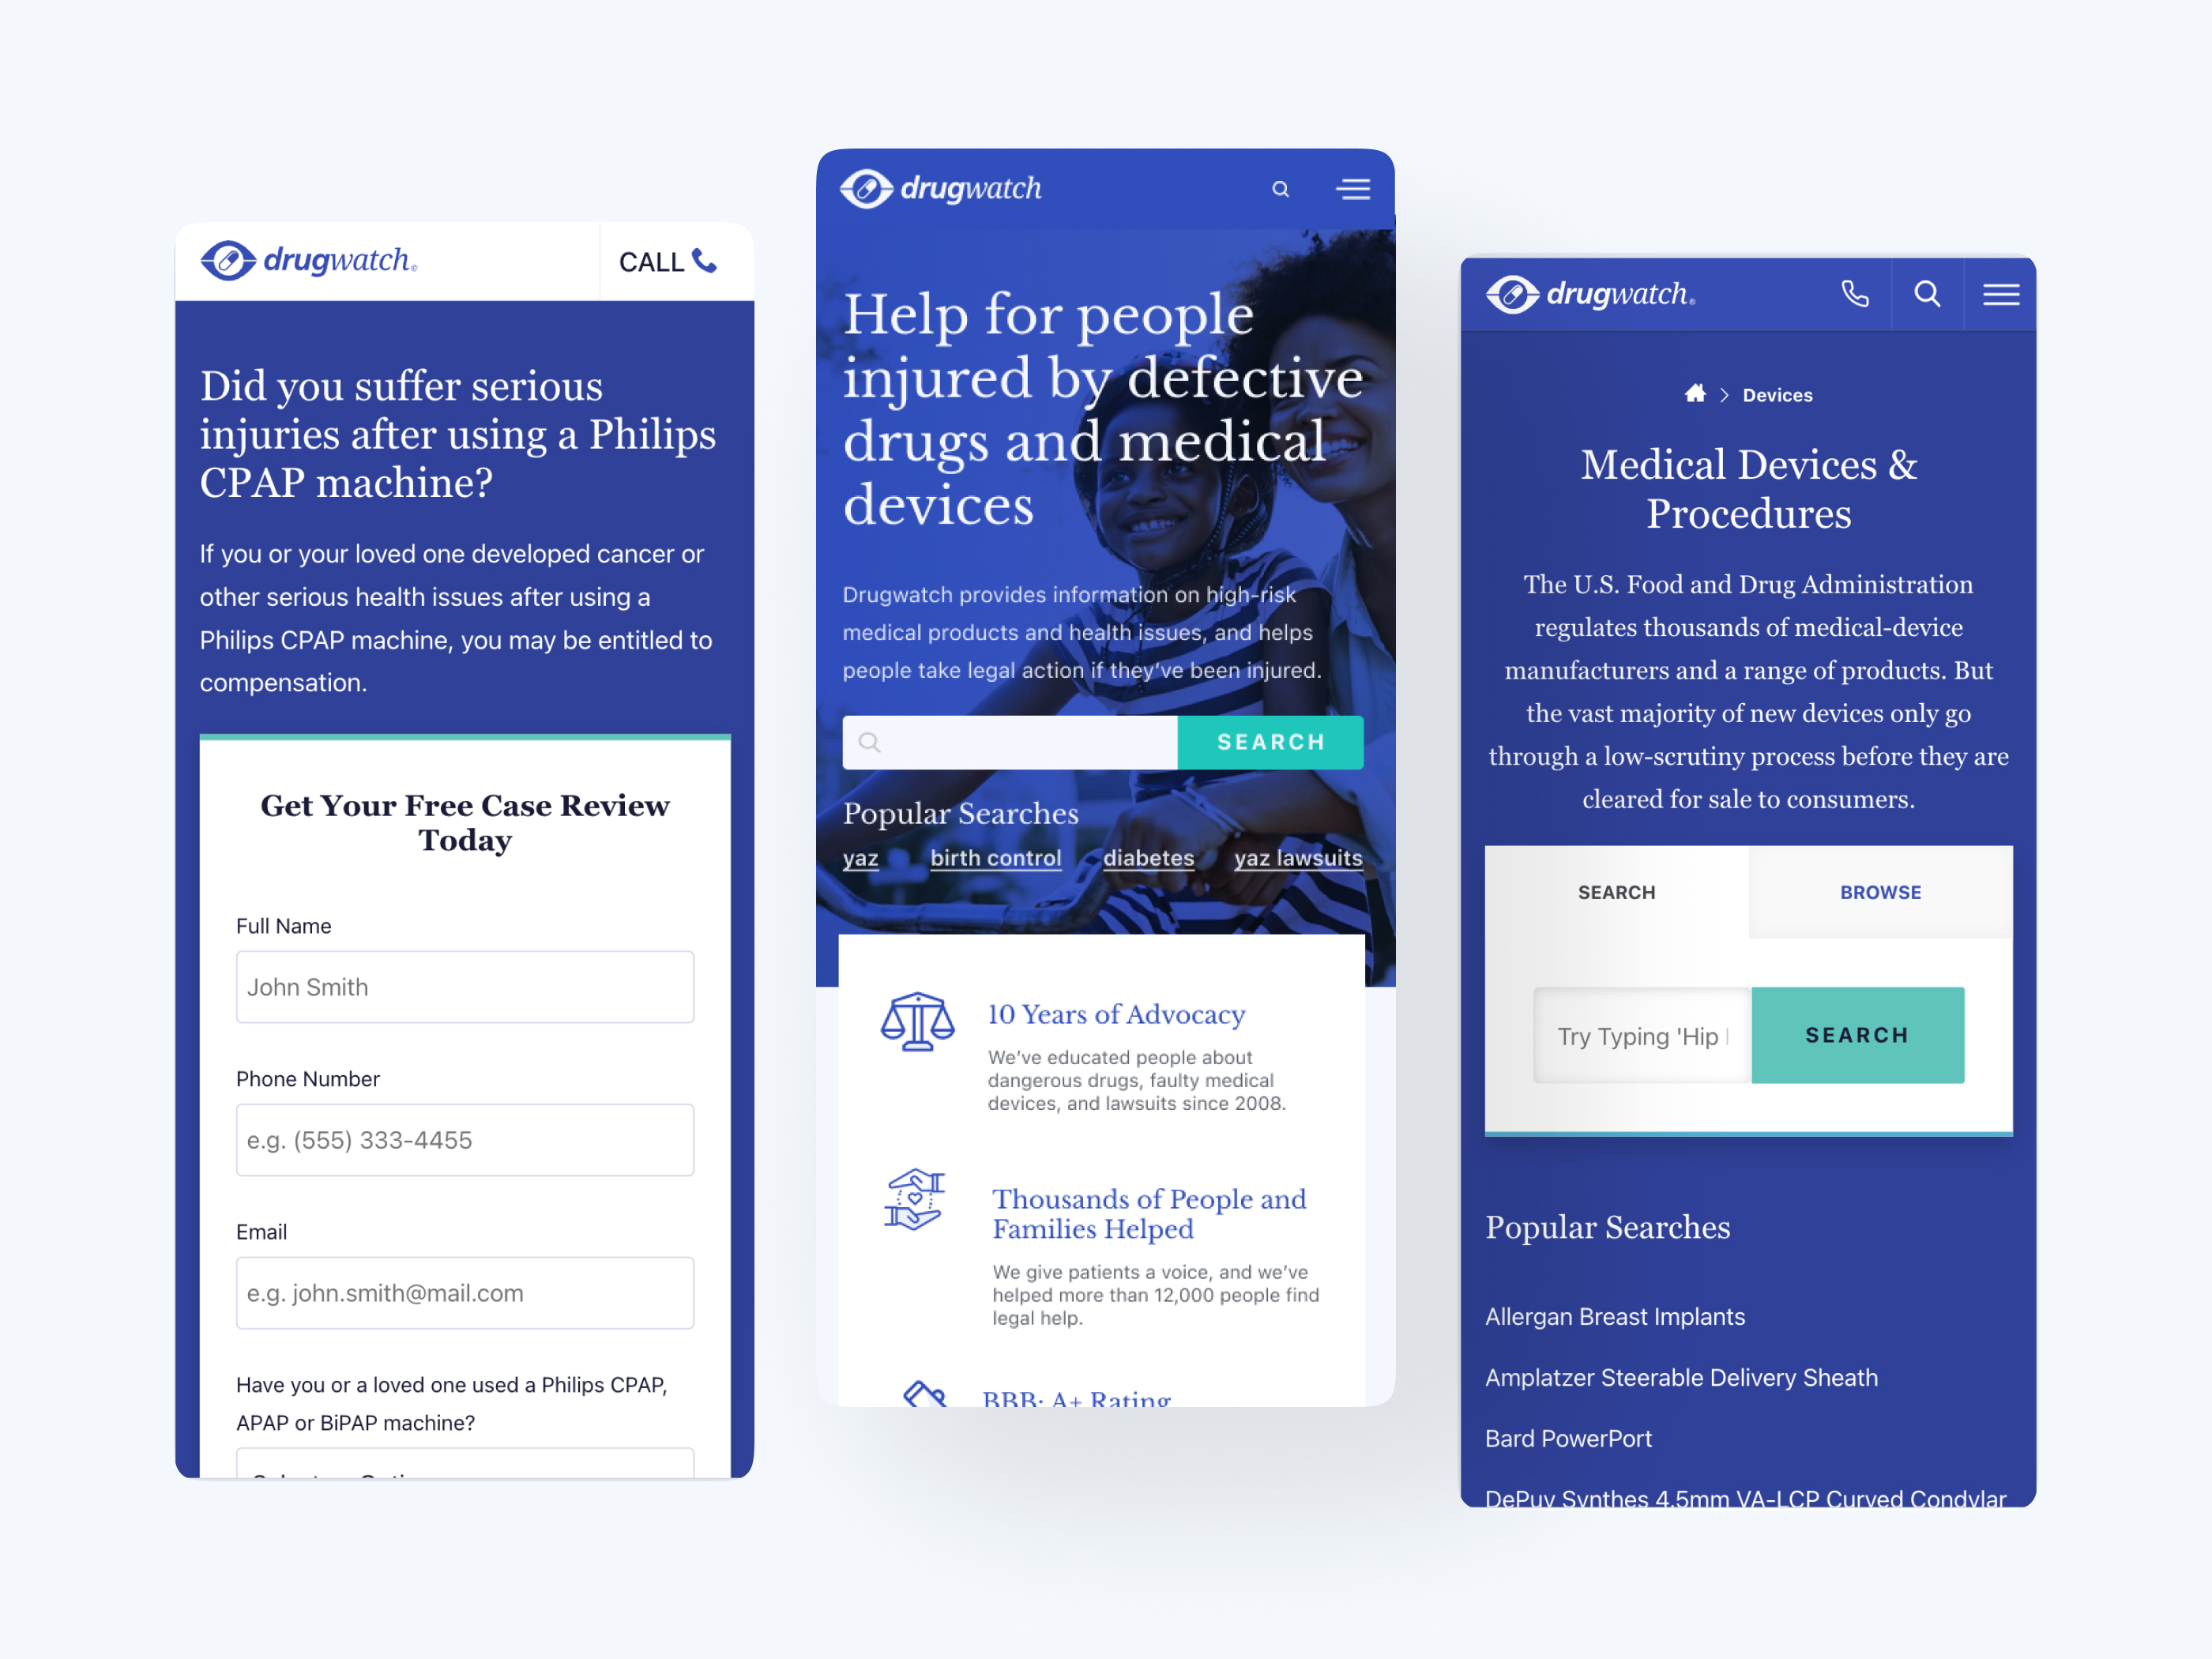 drugwatch®
CALL
Did you suffer serious
injuries after using a Philips
CPAP machine?
If you or your loved one developed cancer or
other serious health issues after using a
Philips CPAP machine, you may be entitled to
compensation.
Get Your Free Case Review
Today
Full Name
John Smith
Phone Number
e.g. (555) 333-4455
Email
e.g. john.smith@mail.com
Have you or a loved one used a Philips CPAP,
APAP or BiPAP machine?
drugwatch
Help for people
injured by defective
drugs and medical
devices
Drugwatch provides information on high-risk
medical products and health issues, and helps
people take legal action if they’ve been injured.
SEARCH
Popular Searches
yaz birth control diabetes yaz lawsuits
10 Years of Advocacy
We’ve educated people about
dangerous drugs, faulty medical
devices, and lawsuits since 2008.
Thousands of People and
Families Helped
We give patients a voice, and we’ve
helped more than 12,000 people find
legal help.
BBB: A+ Rating
drugwatch®
Devices
Medical Devices &
Procedures
The U.S. Food and Drug Administration
regulates thousands of medical-device
manufacturers and a range of products. But
the vast majority of new devices only go
through a low-scrutiny process before they are
cleared for sale to consumers.
SEARCH BROWSE
Try Typing 'Hip
SEARCH
Popular Searches
Allergan Breast Implants
Amplatzer Steerable Delivery Sheath
Bard PowerPort
DePuy Synthes 4.5mm VA-LCP Curved Condylar